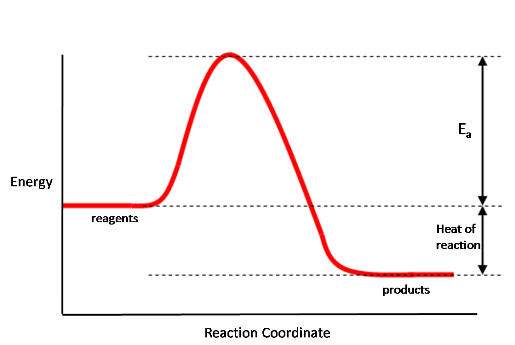 Energy
reagents
Eₐ
Heat of
reaction
products
Reaction Coordinate